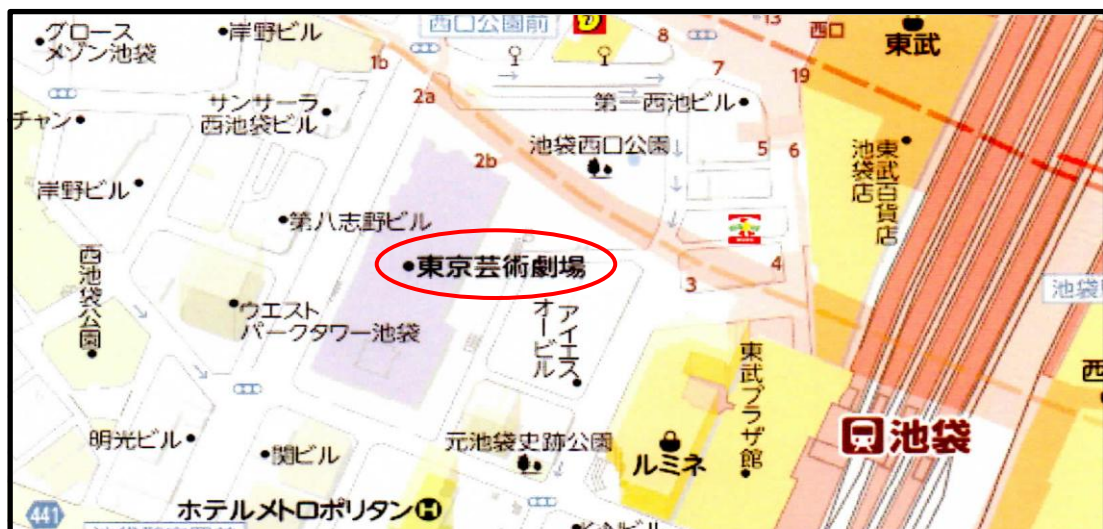 グロース
メゾン池袋
岸野ビル
西口公園前
13
西口
東武
1b
8
7
19
サンサーラ
西池袋ビル
2a
第一西池ビル
チャン
2b
池袋西口公園
5
6
東武百貨店
池袋店
岸野ビル
第八志野ビル
東京芸術劇場
4
3
西池袋公園
ウエスト
パークタワー池袋
アイエス
オービル
東武プラザ館
池袋
西
明光ビル
関ビル
元池袋史跡公園
ルミネ
池袋
441
ホテルメトロポリタン
H